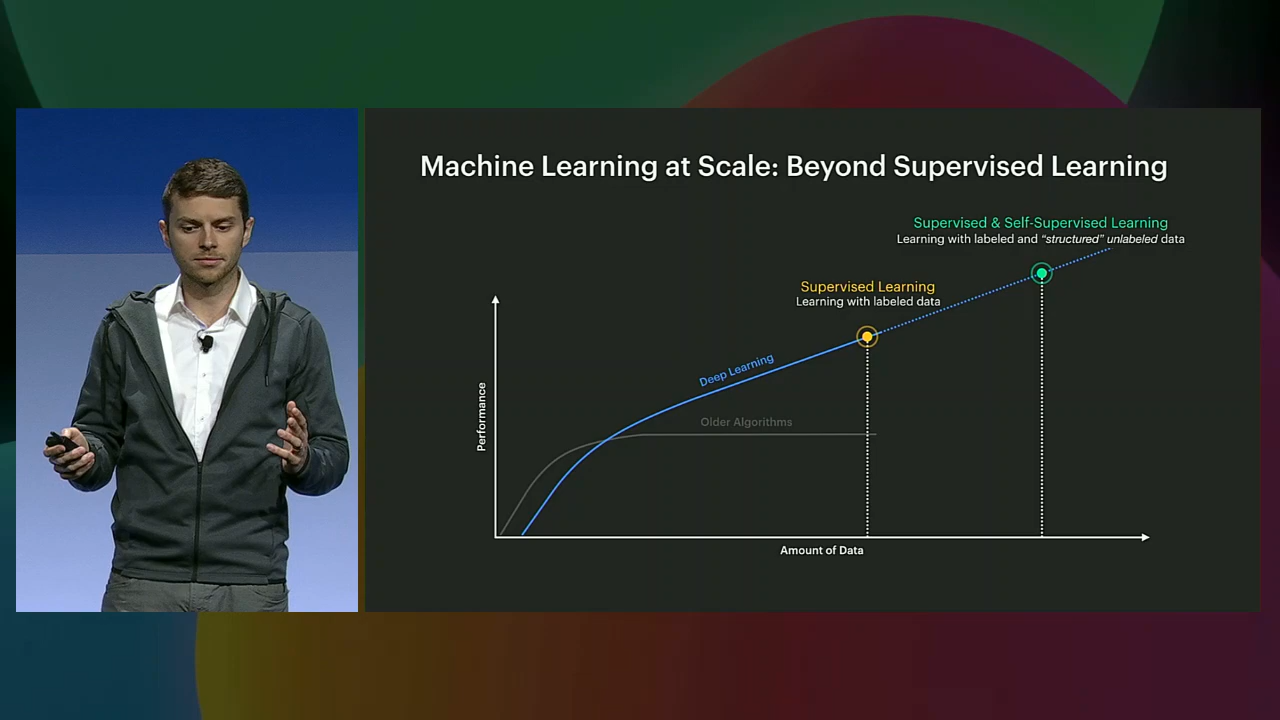 Machine Learning at Scale: Beyond Supervised Learning
Supervised & Self-Supervised Learning
Learning with labeled and “structured” unlabeled data
Supervised Learning
Learning with labeled data
Deep Learning
Older Algorithms
Performance
Amount of Data